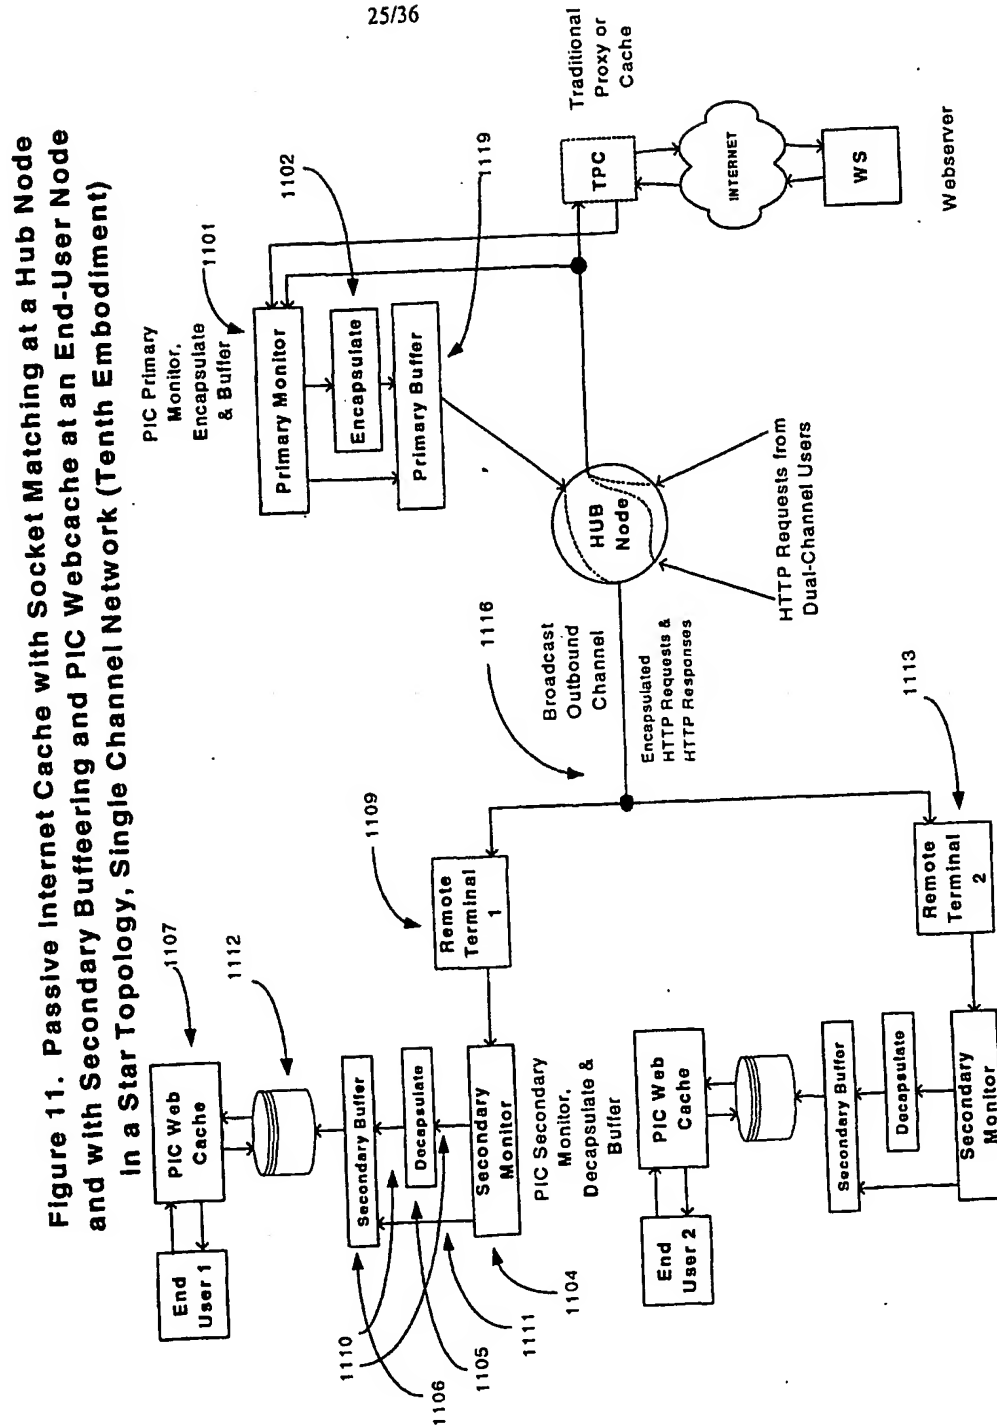 25/36
Figure 11. Passive Internet Cache with Socket Matching at a Hub Node
and with Secondary Buffeering and PIC Webcache at an End-User Node
in a Star Topology, Single Channel Network (Tenth Embodiment)
PIC Primary
Monitor,
Encapsulate
& Buffer
1101
1102
1119
Primary Monitor
Encapsulate
Primary Buffer
TPC
Traditional
Proxy or
Cache
INTERNET
WS
Webserver
HUB
Node
HTTP Requests from
Dual-Channel Users
Broadcast
Outbound
Channel
1116
Encapsulated
HTTP Requests &
HTTP Responses
1107
1112
1109
1113
End
User 1
PIC Web
Cache
Secondary Buffer
Decapsulate
Secondary
Monitor
Remote
Terminal
1
PIC Secondary
Monitor,
Decapsulate &
Buffer
1106
1110
1105
1111
1104
End
User 2
PIC Web
Cache
Secondary Buffer
Decapsulate
Secondary
Monitor
Remote
Terminal
2